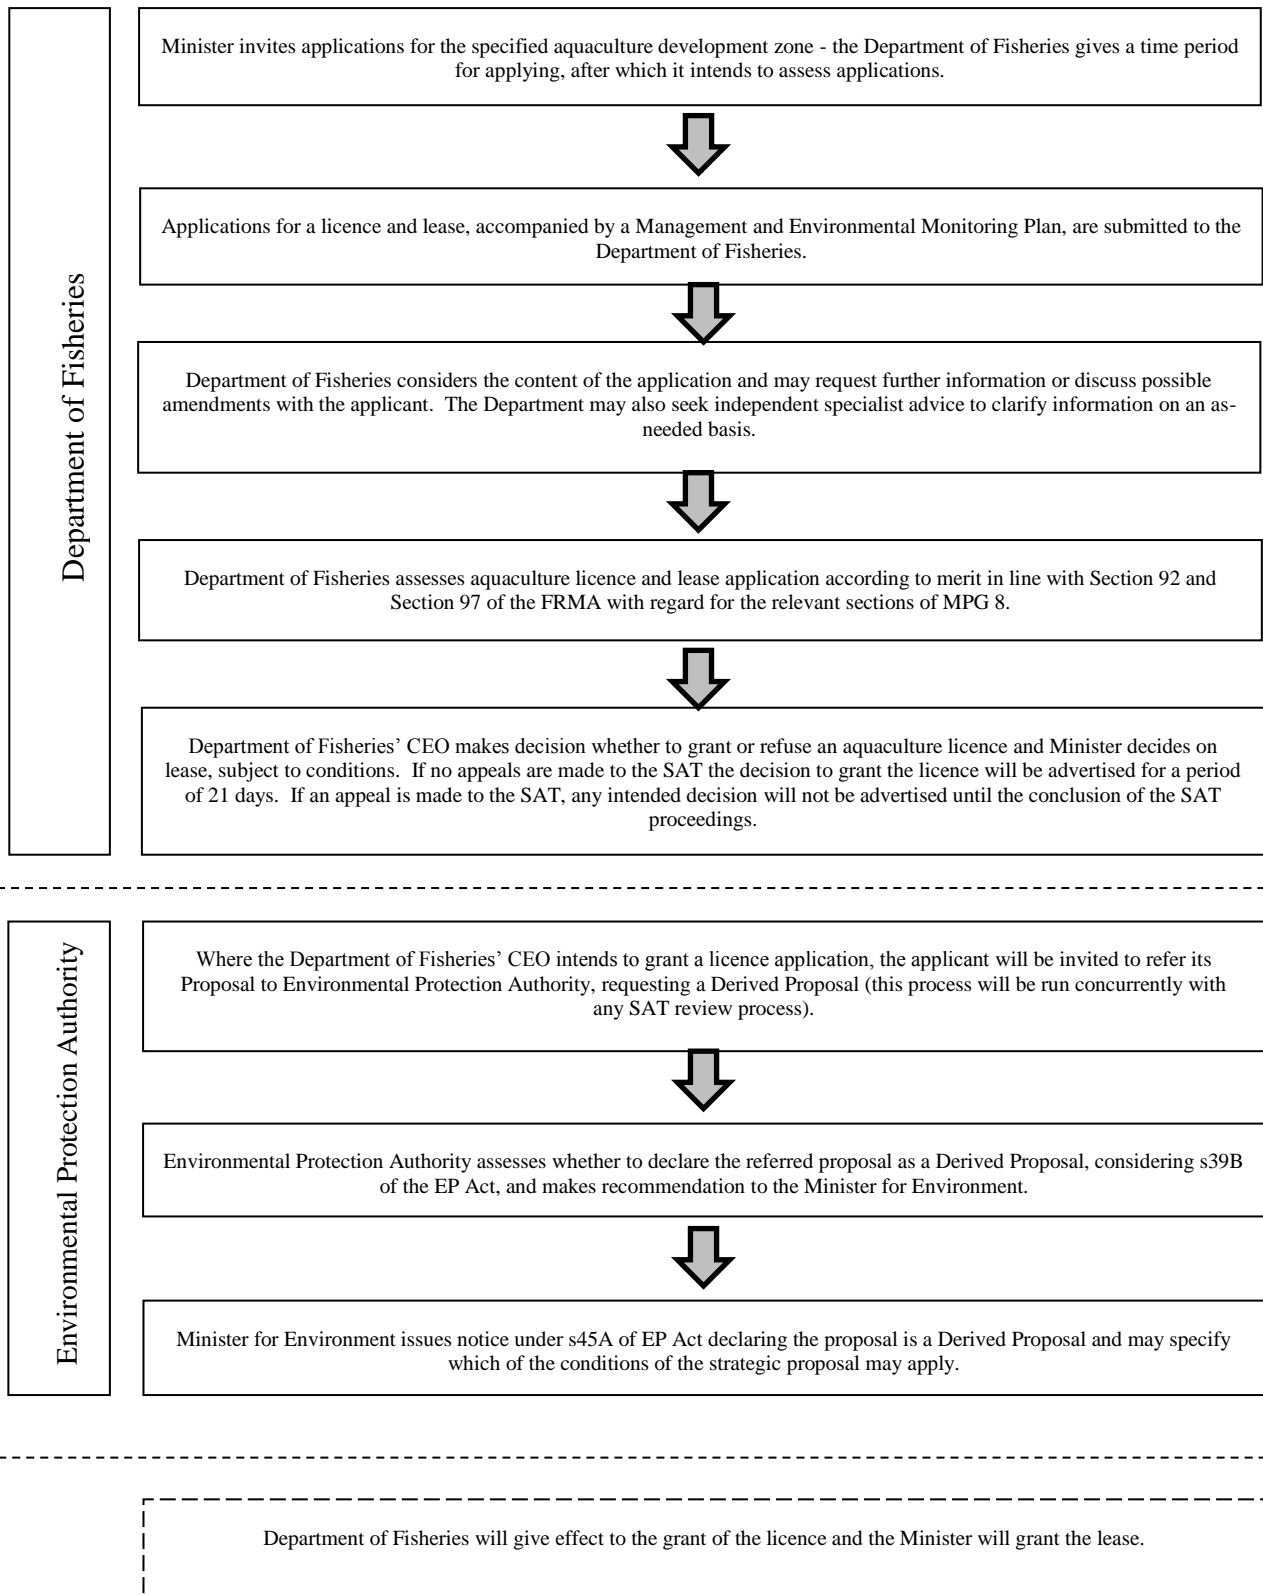 Department of Fisheries
Minister invites applications for the specified aquaculture development zone - the Department of Fisheries gives a time period
for applying, after which it intends to assess applications.
Applications for a licence and lease, accompanied by a Management and Environmental Monitoring Plan, are submitted to the
Department of Fisheries.
Department of Fisheries considers the content of the application and may request further information or discuss possible
amendments with the applicant.  The Department may also seek independent specialist advice to clarify information on an as-
needed basis.
Department of Fisheries assesses aquaculture licence and lease application according to merit in line with Section 92 and
Section 97 of the FRMA with regard for the relevant sections of MPG 8.
Department of Fisheries’ CEO makes decision whether to grant or refuse an aquaculture licence and Minister decides on
lease, subject to conditions.  If no appeals are made to the SAT the decision to grant the licence will be advertised for a period
of 21 days.  If an appeal is made to the SAT, any intended decision will not be advertised until the conclusion of the SAT
proceedings.
Environmental Protection Authority
Where the Department of Fisheries’ CEO intends to grant a licence application, the applicant will be invited to refer its
Proposal to Environmental Protection Authority, requesting a Derived Proposal (this process will be run concurrently with
any SAT review process).
Environmental Protection Authority assesses whether to declare the referred proposal as a Derived Proposal, considering s39B
of the EP Act, and makes recommendation to the Minister for Environment.
Minister for Environment issues notice under s45A of EP Act declaring the proposal is a Derived Proposal and may specify
which of the conditions of the strategic proposal may apply.
Department of Fisheries will give effect to the grant of the licence and the Minister will grant the lease.